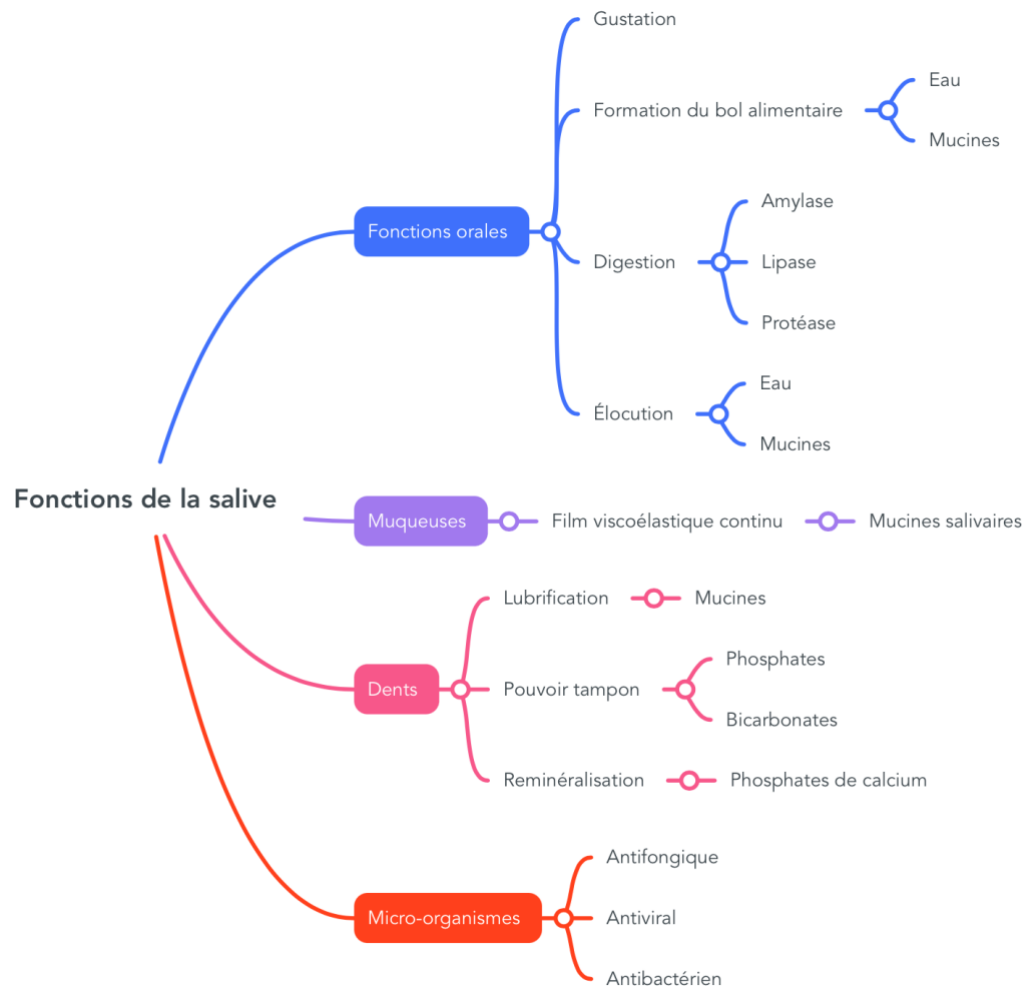 Gustation
Eau
Formation du bol alimentaire
Mucines
Amylase
Fonctions orales
Digestion
Lipase
Protéase
Eau
Élocution
Mucines
Fonctions de la salive
Muqueuses
Film viscoélastique continu
Mucines salivaires
Lubrification
Mucines
Phosphates
Dents
Pouvoir tampon
Bicarbonates
Reminéralisation
Phosphates de calcium
Antifongique
Micro-organismes
Antiviral
Antibactérien